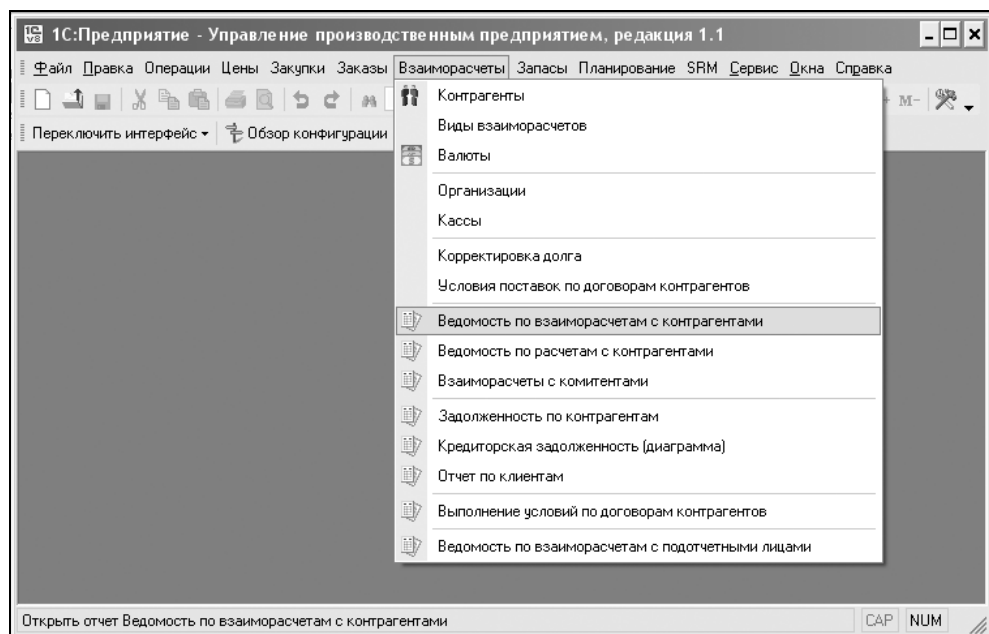 1С:Предприятие - Управление производственным предприятием, редакция 1.1
Файл Правка Операции Цены Закупки Заказы Взаиморасчеты Запасы Планирование SRM Сервис Окна Справка
M-
Переключить интерфейс Обзор конфигурации
Контрагенты
Виды взаиморасчетов
Валюты
Организации
Кассы
Корректировка долга
Условия поставок по договорам контрагентов
Ведомость по взаиморасчетам с контрагентами
Ведомость по расчетам с контрагентами
Взаиморасчеты с комитентами
Задолженность по контрагентам
Кредиторская задолженность (диаграмма)
Отчет по клиентам
Выполнение условий по договорам контрагентов
Ведомость по взаиморасчетам с подотчетными лицами
Открыть отчет Ведомость по взаиморасчетам с контрагентами CAP NUM